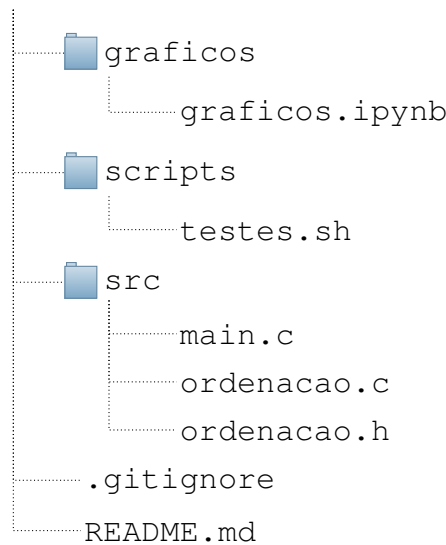 graficos
graficos.ipynb
scripts
testes.sh
src
main.c
ordenacao.c
ordenacao.h
.gitignore
README.md